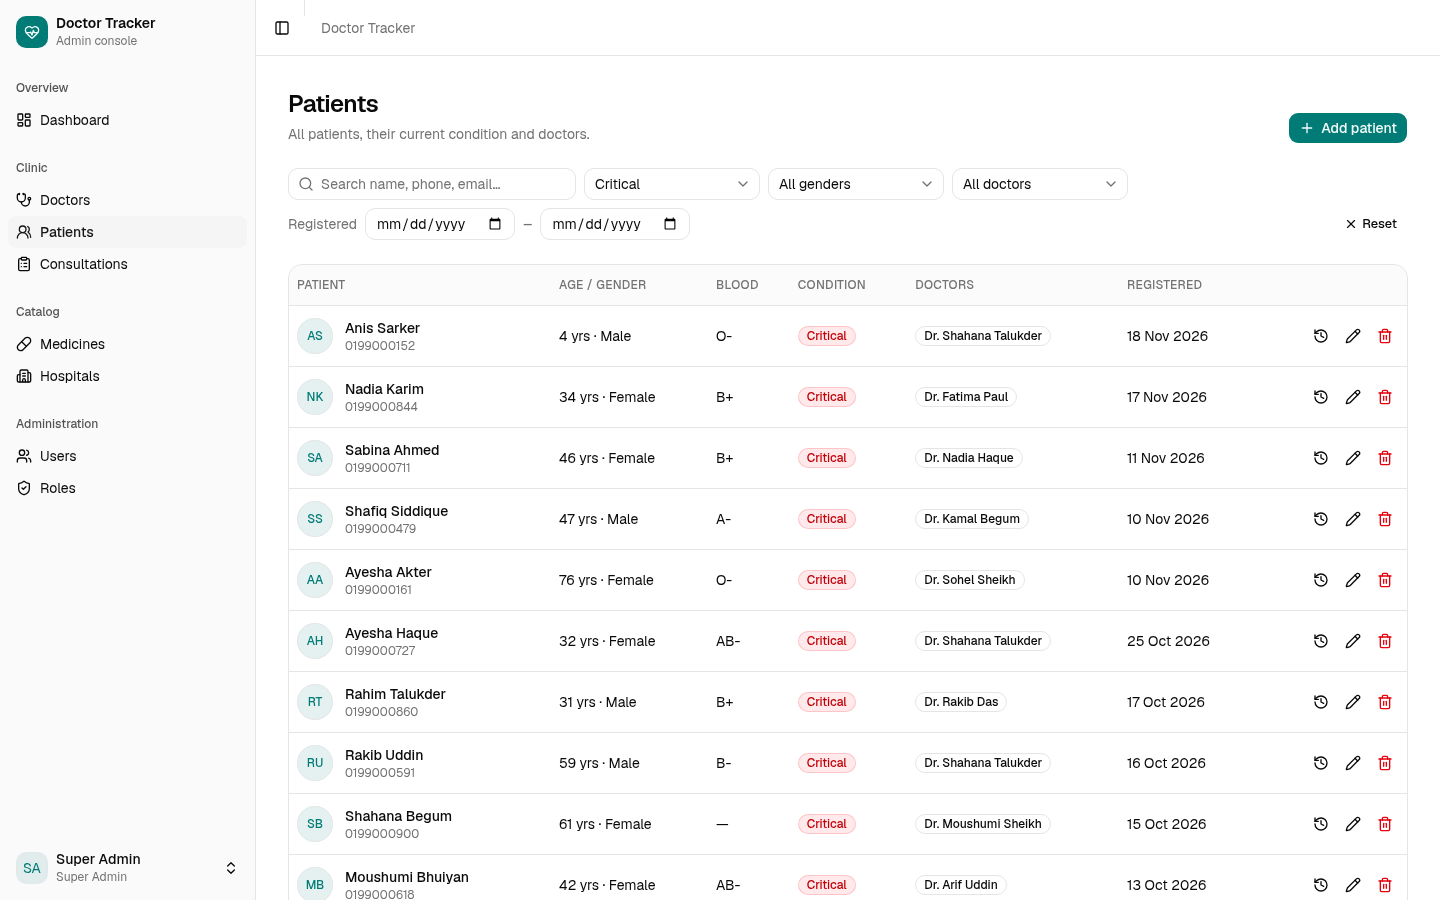 Doctor Tracker
Admin console
Overview
Dashboard
Clinic
Doctors
Patients
Consultations
Catalog
Medicines
Hospitals
Administration
Users
Roles
SA
Super Admin
Super Admin
Doctor Tracker
Patients
All patients, their current condition and doctors.
Add patient
Search name, phone, email...
Critical
All genders
All doctors
Registered mm/dd/yyyy – mm/dd/yyyy
Reset
PATIENT AGE / GENDER BLOOD CONDITION DOCTORS REGISTERED
AS Anis Sarker 0199000152 4 yrs · Male O- Critical Dr. Shahana Talukder 18 Nov 2026
NK Nadia Karim 0199000844 34 yrs · Female B+ Critical Dr. Fatima Paul 17 Nov 2026
SA Sabina Ahmed 0199000711 46 yrs · Female B+ Critical Dr. Nadia Haque 11 Nov 2026
SS Shafiq Siddique 0199000479 47 yrs · Male A- Critical Dr. Kamal Begum 10 Nov 2026
AA Ayesha Akter 0199000161 76 yrs · Female O- Critical Dr. Sohel Sheikh 10 Nov 2026
AH Ayesha Haque 0199000727 32 yrs · Female AB- Critical Dr. Shahana Talukder 25 Oct 2026
RT Rahim Talukder 0199000860 31 yrs · Male B+ Critical Dr. Rakib Das 17 Oct 2026
RU Rakib Uddin 0199000591 59 yrs · Male B- Critical Dr. Shahana Talukder 16 Oct 2026
SB Shahana Begum 0199000900 61 yrs · Female — Critical Dr. Moushumi Sheikh 15 Oct 2026
MB Moushumi Bhuiyan 0199000618 42 yrs · Female AB- Critical Dr. Arif Uddin 13 Oct 2026